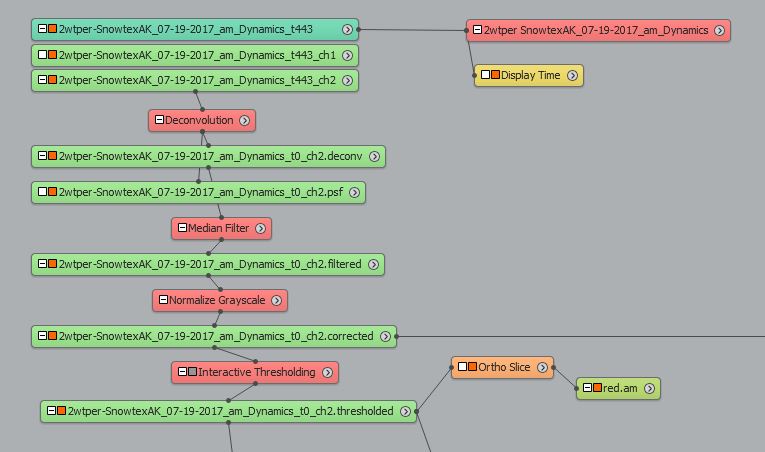 2wtper-SnowtexAK_07-19-2017_am_Dynamics_t443
2wtper SnowtexAK_07-19-2017_am_Dynamics
2wtper-SnowtexAK_07-19-2017_am_Dynamics_t443_ch1
2wtper-SnowtexAK_07-19-2017_am_Dynamics_t443_ch2
Display Time
Deconvolution
2wtper-SnowtexAK_07-19-2017_am_Dynamics_t0_ch2.deconv
2wtper-SnowtexAK_07-19-2017_am_Dynamics_t0_ch2.psf
Median Filter
2wtper-SnowtexAK_07-19-2017_am_Dynamics_t0_ch2.filtered
Normalize Grayscale
2wtper-SnowtexAK_07-19-2017_am_Dynamics_t0_ch2.corrected
Interactive Thresholding
Ortho Slice
red.am
2wtper-SnowtexAK_07-19-2017_am_Dynamics_t0_ch2.thresholded